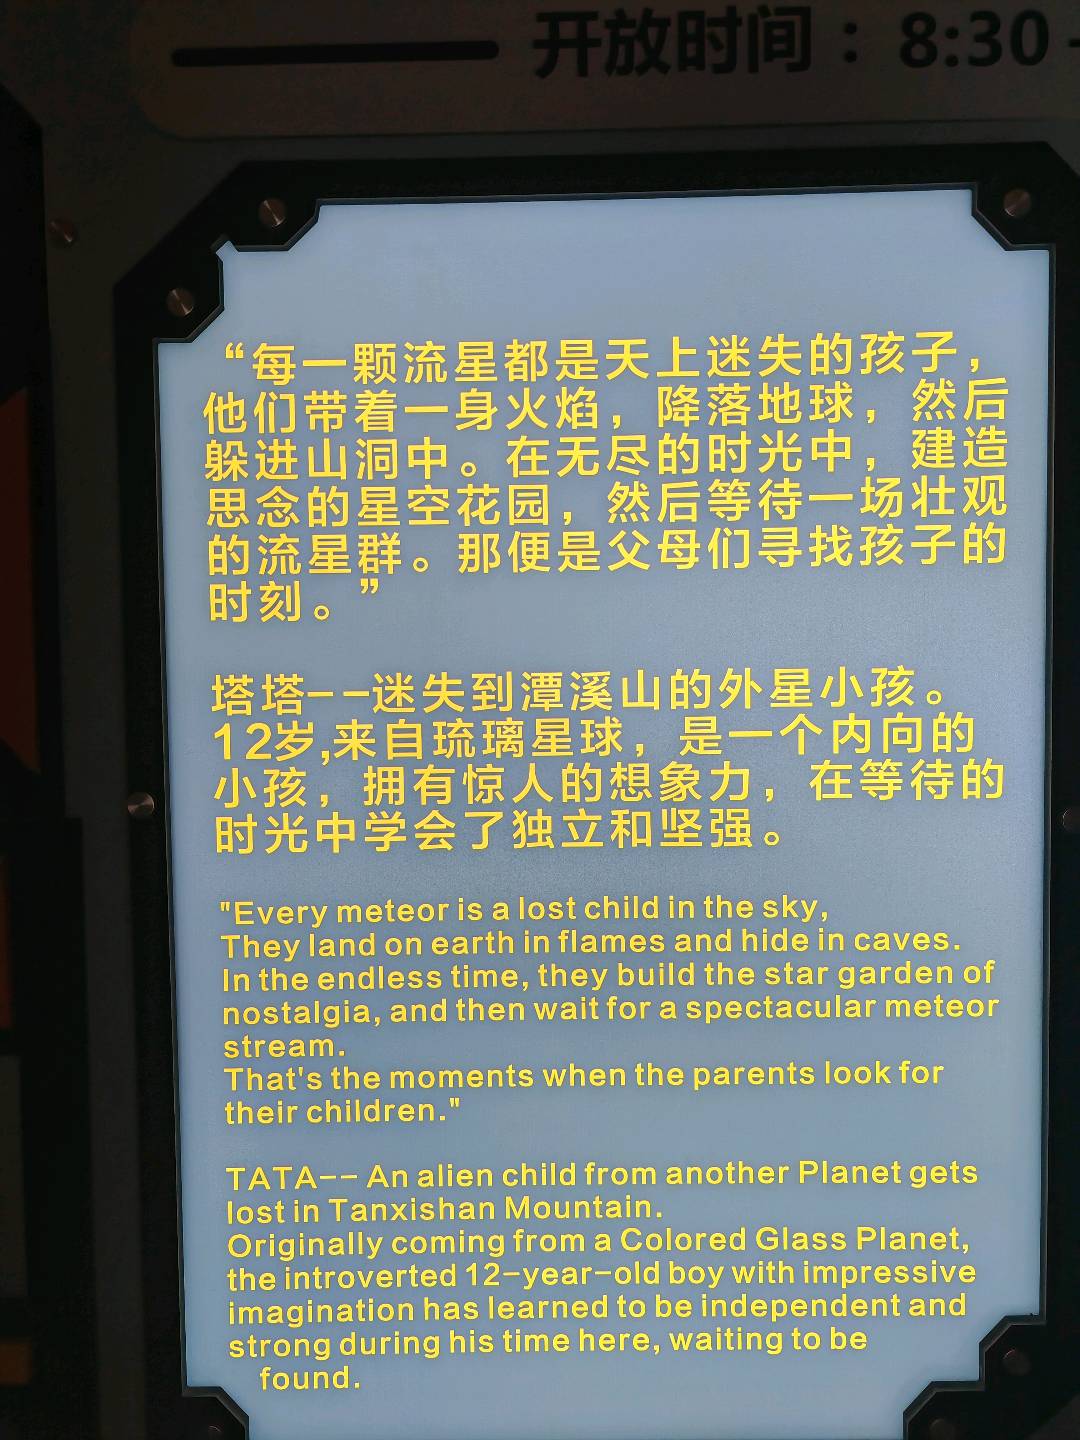 开放时间：8:30-
“每一颗流星都是天上迷失的孩子，
他们带着一身火焰，降落地球，然后
躲进山洞中。在无尽的时光中，建造
思念的星空花园，然后等待一场壮观
的流星群。那便是父母们寻找孩子的
时刻。”
塔塔--迷失到潭溪山的外星小孩。
12岁,来自琉璃星球，是一个内向的
小孩，拥有惊人的想象力，在等待的
时光中学会了独立和坚强。
"Every meteor is a lost child in the sky,
They land on earth in flames and hide in caves.
In the endless time, they build the star garden of
nostalgia, and then wait for a spectacular meteor
stream.
That's the moments when the parents look for
their children."
TATA-- An alien child from another Planet gets
lost in Tanxishan Mountain.
Originally coming from a Colored Glass Planet,
the introverted 12-year-old boy with impressive
imagination has learned to be independent and
strong during his time here, waiting to be
found.